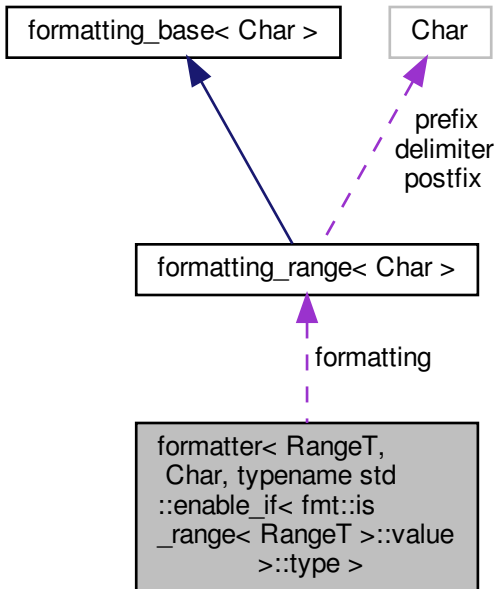 formatting_base< Char >
Char
prefix
delimiter
postfix
formatting_range< Char >
formatting
formatter< RangeT,
Char, typename std
::enable_if< fmt::is
_range< RangeT >::value
>::type >